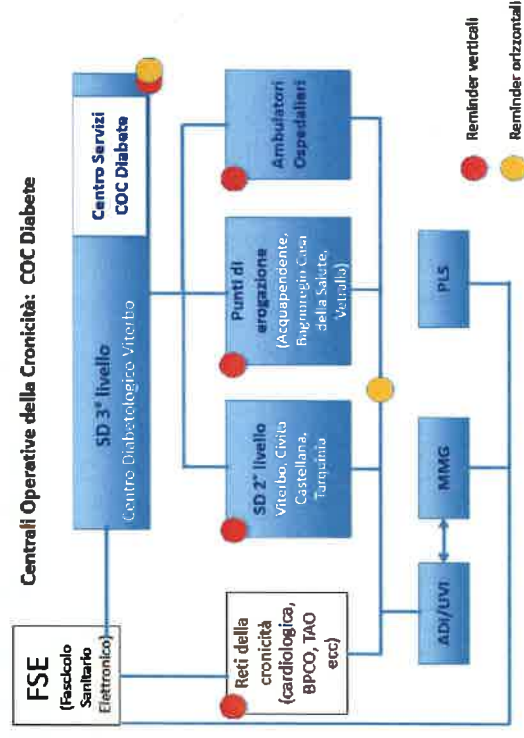 Centrali Operative della Cronicità: COC Diabete
FSE
(Fascicolo
Sanitario
Elettronico)
SD 3° livello
Centro Diabetologico Viterbo
Centro Servizi
COC Diabete
Reti della
cronicità
(cardiologica,
BPCO, TAO
ecc)
SD 2° livello
Viterbo, Civita
Castellana,
Tarquinia
Punti di
erogazione
(Acquapendente,
Bagnoregio Casa
della Salute,
Vetralla)
Ambulatori
Ospedalieri
ADI/UVI
MMG
PLS
Reminder verticali
Reminder orizzontali